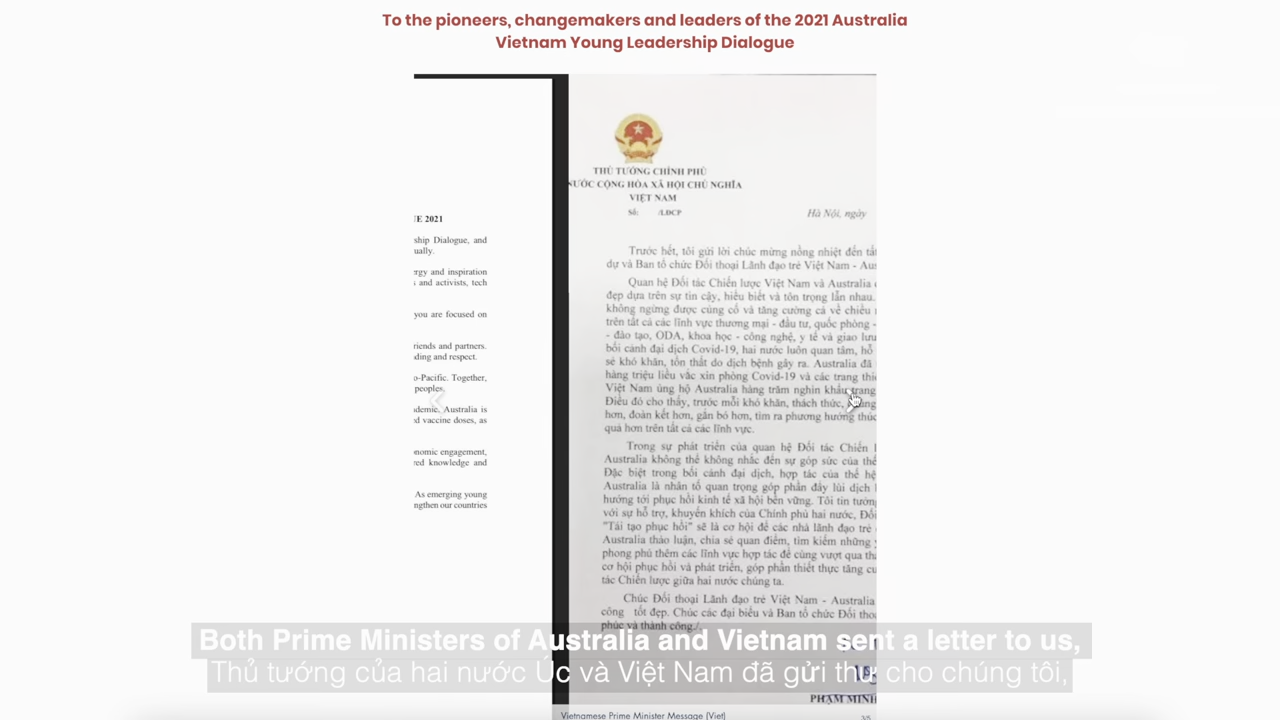 To the pioneers, changemakers and leaders of the 2021 Australia
Vietnam Young Leadership Dialogue
THỦ TƯỚNG CHÍNH PHỦ
NƯỚC CỘNG HÒA XÃ HỘI CHỦ NGHĨA
VIỆT NAM
Số: /LĐCP
Hà Nội, ngày
UE 2021
ship Dialogue, and
ually.
rgy and inspiration
and activists, tech
you are focused on
riends and partners.
ding and respect.
o-Pacific. Together,
peoples.
demic, Australia is
d vaccine doses, as
nomic engagement,
red knowledge and
As emerging young
ngthen our countries
Trước hết, tôi gửi lời chúc mừng nồng nhiệt đến tất
dự và Ban tổ chức Đối thoại Lãnh đạo trẻ Việt Nam - Aus
Quan hệ Đối tác Chiến lược Việt Nam và Australia
đẹp dựa trên sự tin cậy, hiểu biết và tôn trọng lẫn nhau.
không ngừng được củng cố và tăng cường cả về chiều
trên tất cả các lĩnh vực thương mại - đầu tư, quốc phòng -
- đào tạo, ODA, khoa học - công nghệ, y tế và giao lưu
bối cảnh đại dịch Covid-19, hai nước luôn quan tâm, hỗ
sẻ khó khăn, tổn thất do dịch bệnh gây ra. Australia đã
hàng triệu liều vắc xin phòng Covid-19 và các trang thiế
Việt Nam ủng hộ Australia hàng trăm nghìn khẩu trang
Điều đó cho thấy, trước mỗi khó khăn, thách thức,
hơn, đoàn kết hơn, gắn bó hơn, tìm ra phương hướng thúc
quả hơn trên tất cả các lĩnh vực.
Trong sự phát triển của quan hệ Đối tác Chiến l
Australia không thể không nhắc đến sự góp sức của thế
Đặc biệt trong bối cảnh đại dịch, hợp tác của thế hệ
Australia là nhân tố quan trọng góp phần đẩy lùi dịch
hướng tới phục hồi kinh tế xã hội bền vững. Tôi tin tưởng
với sự hỗ trợ, khuyến khích của Chính phủ hai nước, Đối
"Tái tạo phục hồi" sẽ là cơ hội để các nhà lãnh đạo trẻ
Australia thảo luận, chia sẻ quan điểm, tìm kiếm những
phong phú thêm các lĩnh vực hợp tác để cùng vượt qua thá
cơ hội phục hồi và phát triển, góp phần thiết thực tăng cư
tác Chiến lược giữa hai nước chúng ta.
Chúc Đối thoại Lãnh đạo trẻ Việt Nam - Australia
công tốt đẹp. Chúc các đại biểu và Ban tổ chức Đối thoạ
phúc và thành công./.
Both Prime Ministers of Australia and Vietnam sent a letter to us,
Thủ tướng của hai nước Úc và Việt Nam đã gửi thư cho chúng tôi,
PHẠM MINH
Vietnamese Prime Minister Message (Viet)